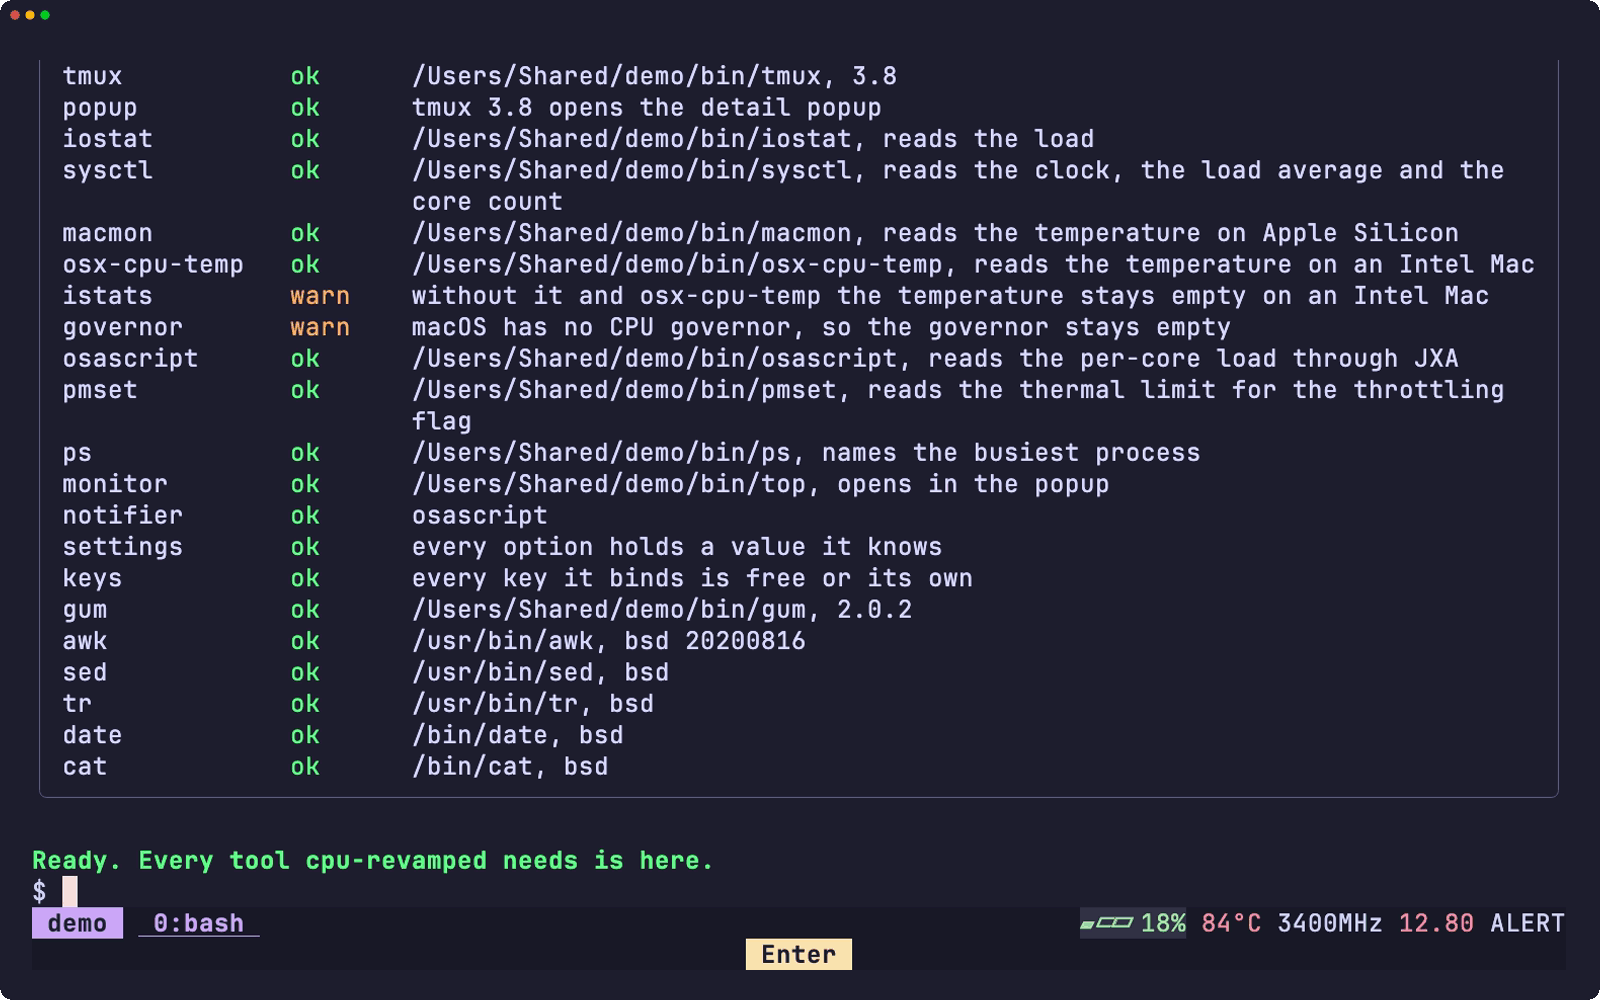 tmux ok /Users/Shared/demo/bin/tmux, 3.8
popup ok tmux 3.8 opens the detail popup
iostat ok /Users/Shared/demo/bin/iostat, reads the load
sysctl ok /Users/Shared/demo/bin/sysctl, reads the clock, the load average and the
core count
macmon ok /Users/Shared/demo/bin/macmon, reads the temperature on Apple Silicon
osx-cpu-temp ok /Users/Shared/demo/bin/osx-cpu-temp, reads the temperature on an Intel Mac
istats warn without it and osx-cpu-temp the temperature stays empty on an Intel Mac
governor warn macOS has no CPU governor, so the governor stays empty
osascript ok /Users/Shared/demo/bin/osascript, reads the per-core load through JXA
pmset ok /Users/Shared/demo/bin/pmset, reads the thermal limit for the throttling
flag
ps ok /Users/Shared/demo/bin/ps, names the busiest process
monitor ok /Users/Shared/demo/bin/top, opens in the popup
notifier ok osascript
settings ok every option holds a value it knows
keys ok every key it binds is free or its own
gum ok /Users/Shared/demo/bin/gum, 2.0.2
awk ok /usr/bin/awk, bsd 20200816
sed ok /usr/bin/sed, bsd
tr ok /usr/bin/tr, bsd
date ok /bin/date, bsd
cat ok /bin/cat, bsd
Ready. Every tool cpu-revamped needs is here.
$
demo 0:bash 18% 84°C 3400MHz 12.80 ALERT
Enter